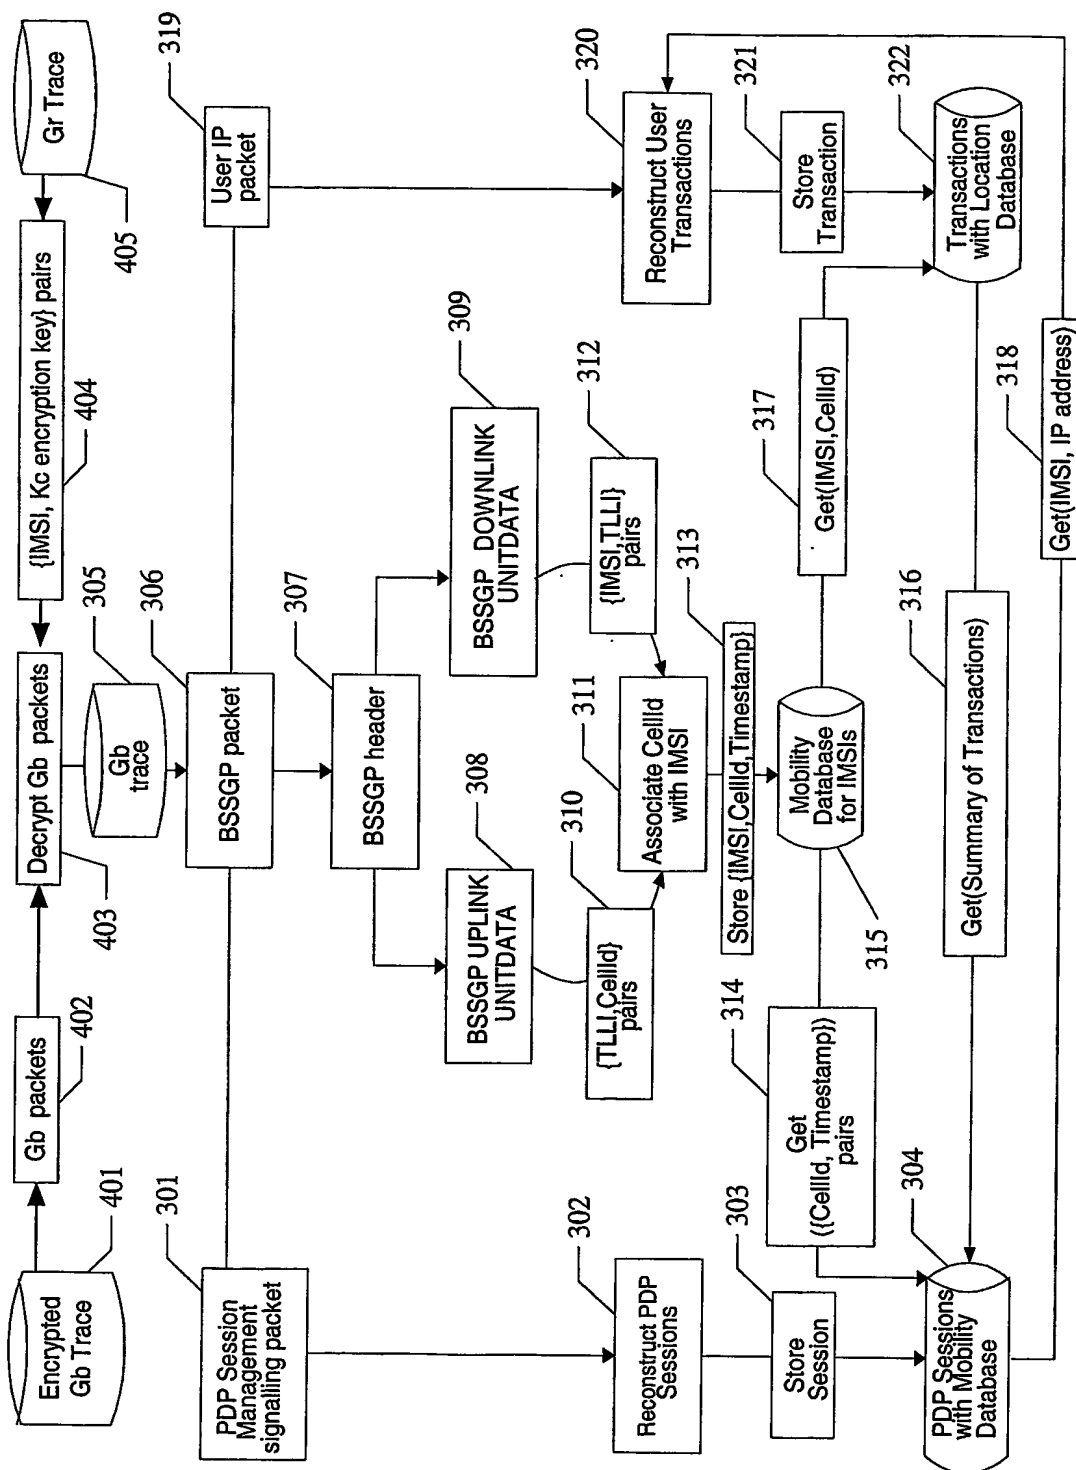 Encrypted
Gb Trace
401
Gb packets
402
Decrypt Gb packets
403
{IMSI, Kc encryption key} pairs
404
Gr Trace
405
Gb
trace
305
PDP Session
Management
signalling packet
301
BSSGP packet
306
User IP
packet
319
BSSGP header
307
BSSGP UPLINK
UNITDATA
308
BSSGP DOWNLINK
UNITDATA
309
{TLLI,CellId}
pairs
310
{IMSI,TLLI}
pairs
312
Reconstruct PDP
Sessions
302
Associate CellId
with IMSI
311
Reconstruct User
Transactions
320
Store {IMSI,CellId,Timestamp}
313
Store
Session
303
Store
Transaction
321
Get
({CellId, Timestamp})
pairs
314
Mobility
Database
for IMSIs
315
Get(IMSI,CellId)
317
PDP Sessions
with Mobility
Database
304
Get(Summary of Transactions)
316
Transactions
with Location
Database
322
Get(IMSI, IP address)
318